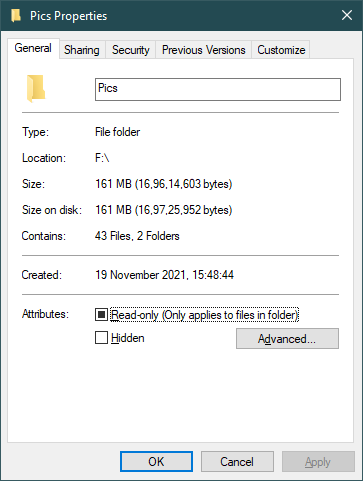 Pics Properties
General Sharing Security Previous Versions Customize
Pics
Type: File folder
Location: F:\
Size: 161 MB (16,96,14,603 bytes)
Size on disk: 161 MB (16,97,25,952 bytes)
Contains: 43 Files, 2 Folders
Created: 19 November 2021, 15:48:44
Attributes: Read-only (Only applies to files in folder)
Hidden Advanced...
OK Cancel Apply